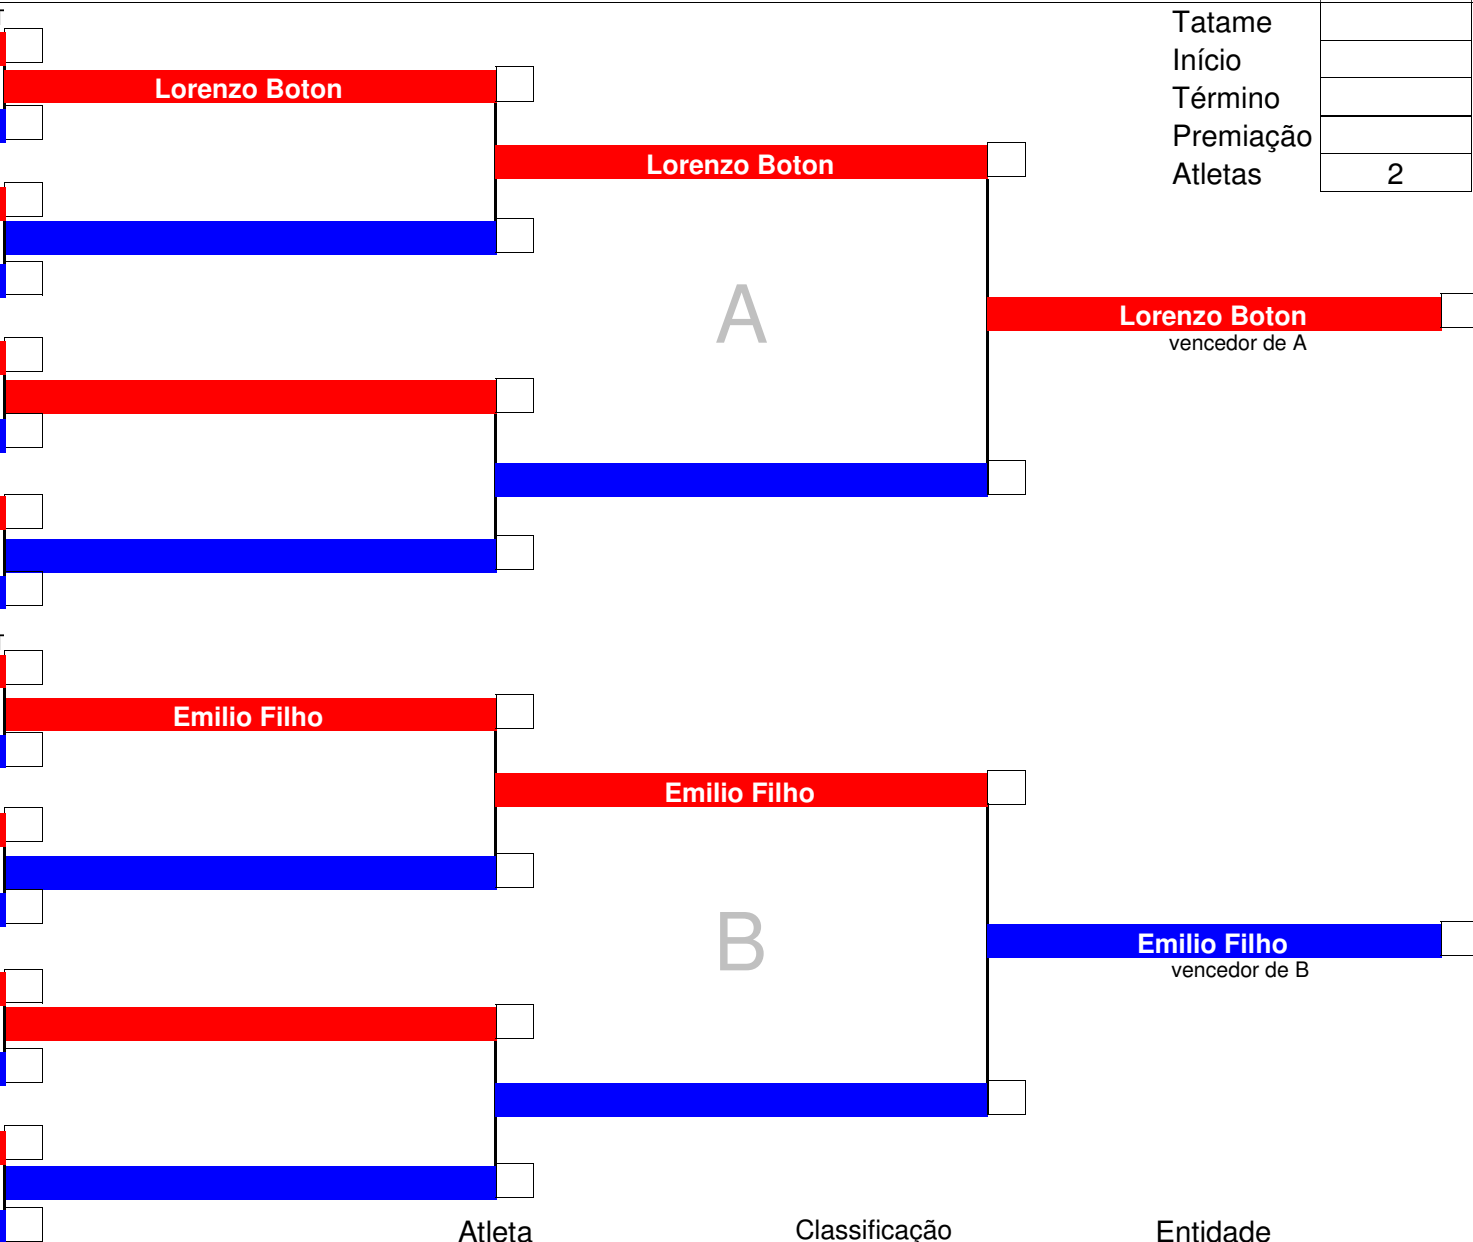 Tatame
Início
Lorenzo Boton
Término
Premiação
Lorenzo Boton
Atletas 2
A
Lorenzo Boton
vencedor de A
Emilio Filho
Emilio Filho
B
Emilio Filho
vencedor de B
Atleta Classificação Entidade